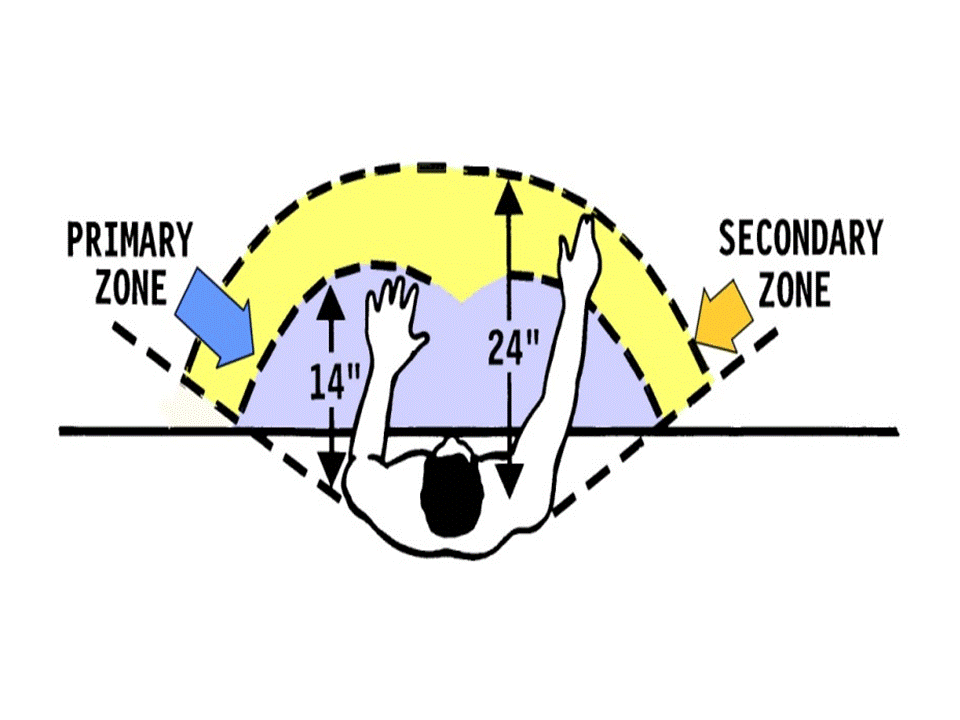 PRIMARY
ZONE
SECONDARY
ZONE
14"
24"